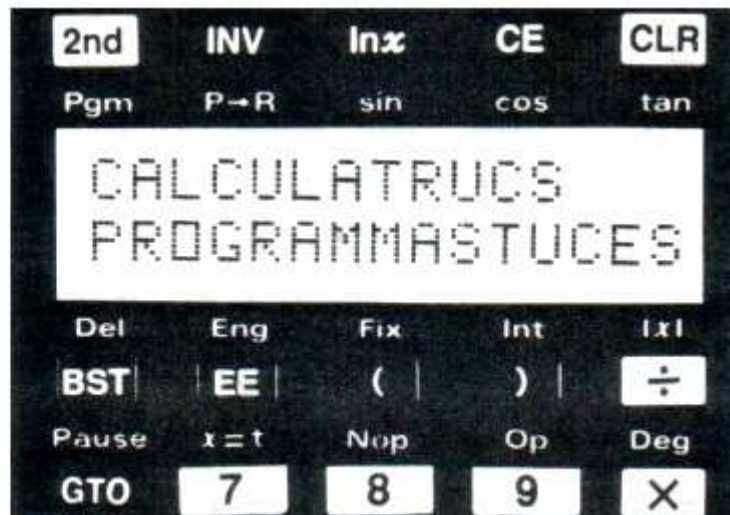 2nd INV lnx CE CLR
Pgm P→R sin cos tan
CALCULATRUCS
PROGRAMMASTUCES
Del Eng Fix Int |x|
BST EE ( ) ÷
Pause x=t Nop Op Deg
GTO 7 8 9 ×